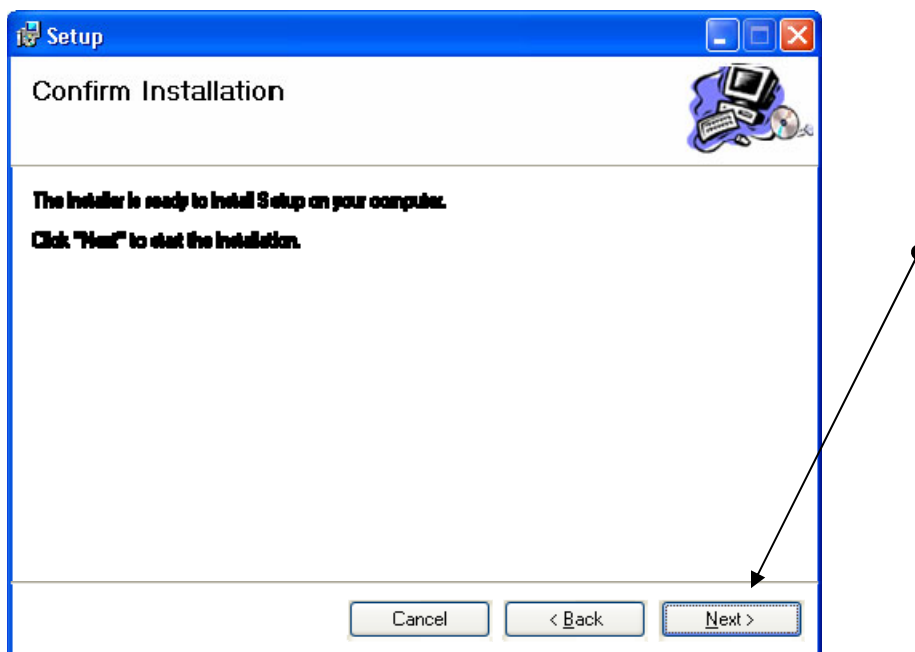 Setup
Confirm Installation
The installer is ready to install Setup on your computer.
Click "Next" to start the installation.
Cancel
< Back
Next >